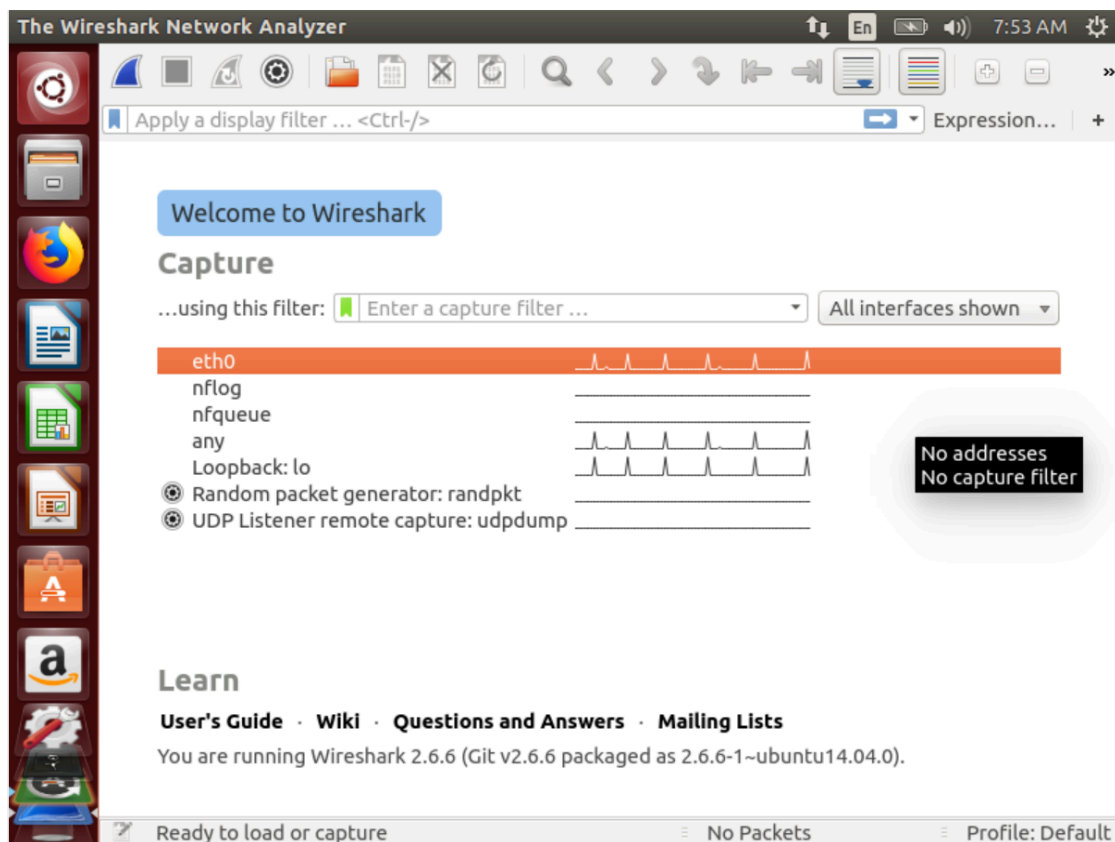 The Wireshark Network Analyzer
En
7:53 AM
»
Apply a display filter … <Ctrl-/>
Expression…
+
Welcome to Wireshark
Capture
…using this filter:
Enter a capture filter …
All interfaces shown
eth0
nflog
nfqueue
any
Loopback: lo
Random packet generator: randpkt
UDP Listener remote capture: udpdump
No addresses
No capture filter
Learn
User's Guide · Wiki · Questions and Answers · Mailing Lists
You are running Wireshark 2.6.6 (Git v2.6.6 packaged as 2.6.6-1~ubuntu14.04.0).
Ready to load or capture
No Packets
Profile: Default